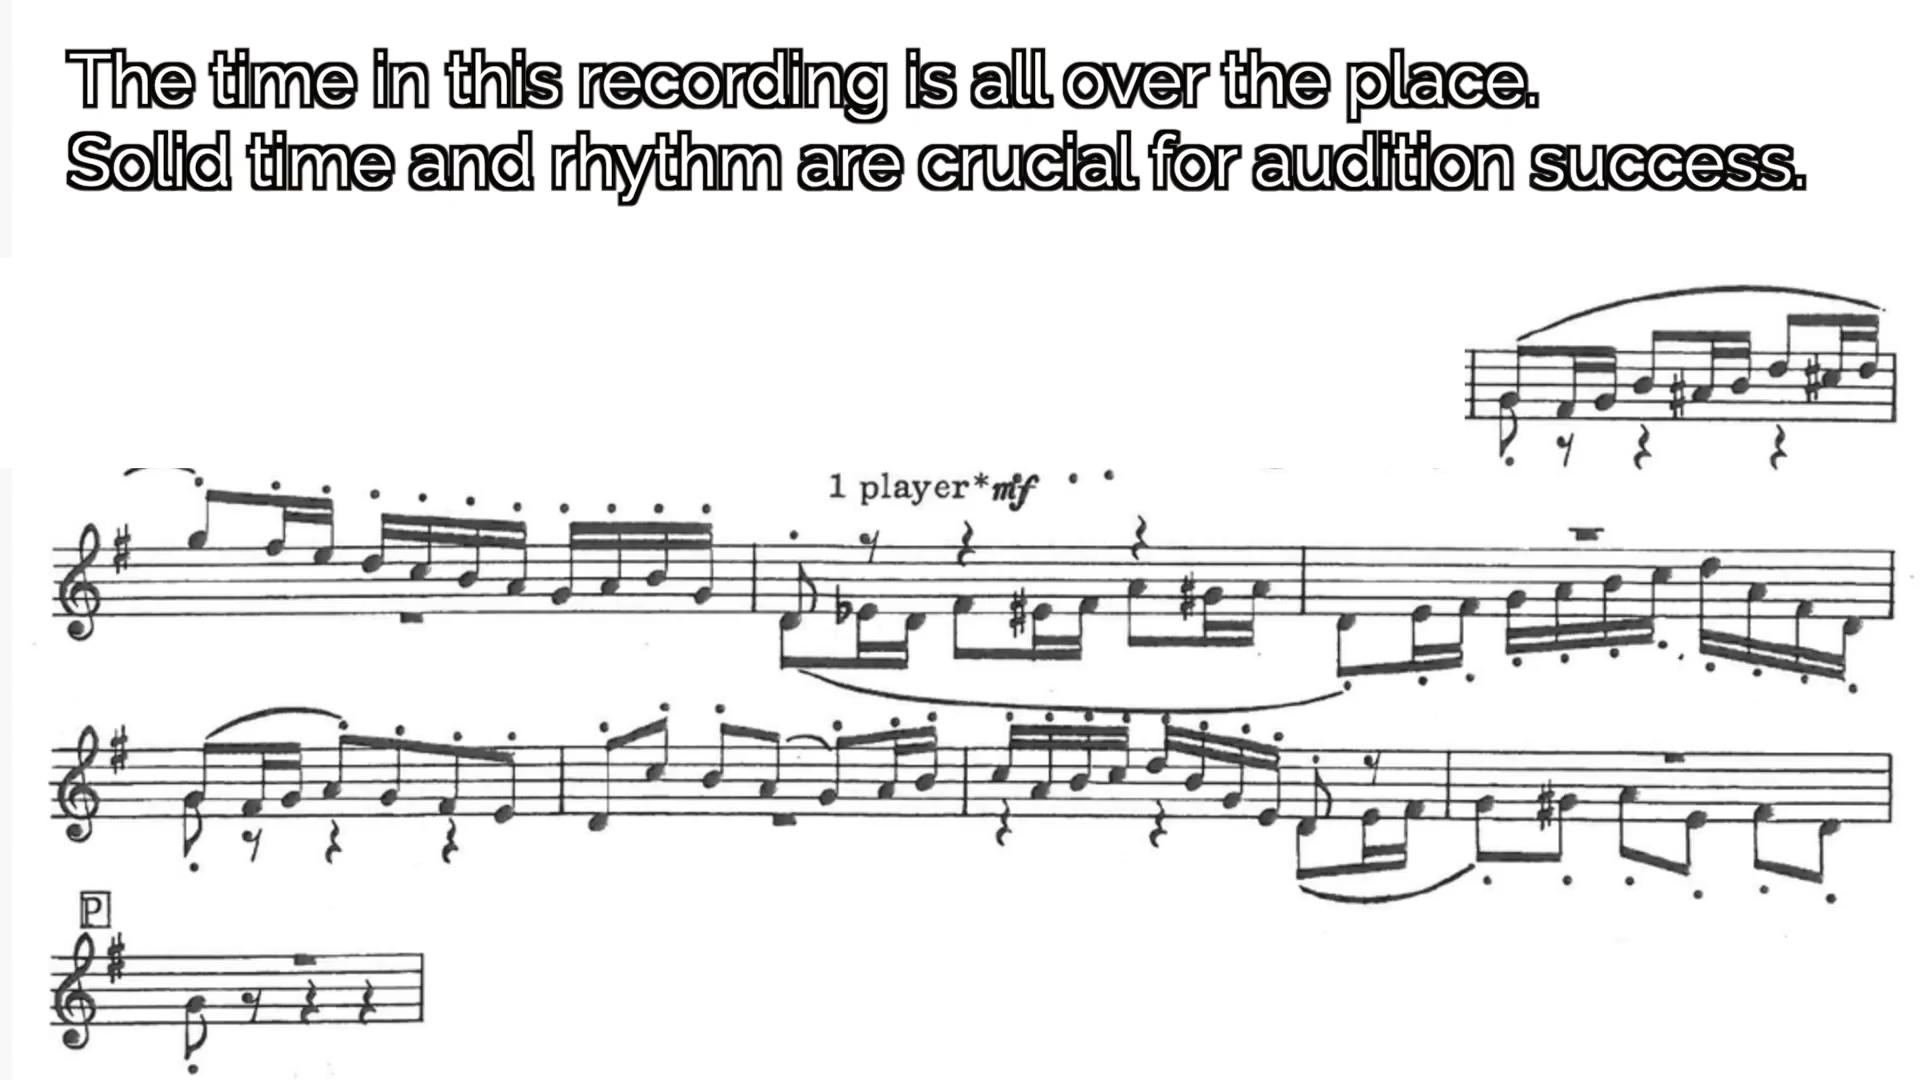 The time in this recording is all over the place.
Solid time and rhythm are crucial for audition success.
1 player* mf
P